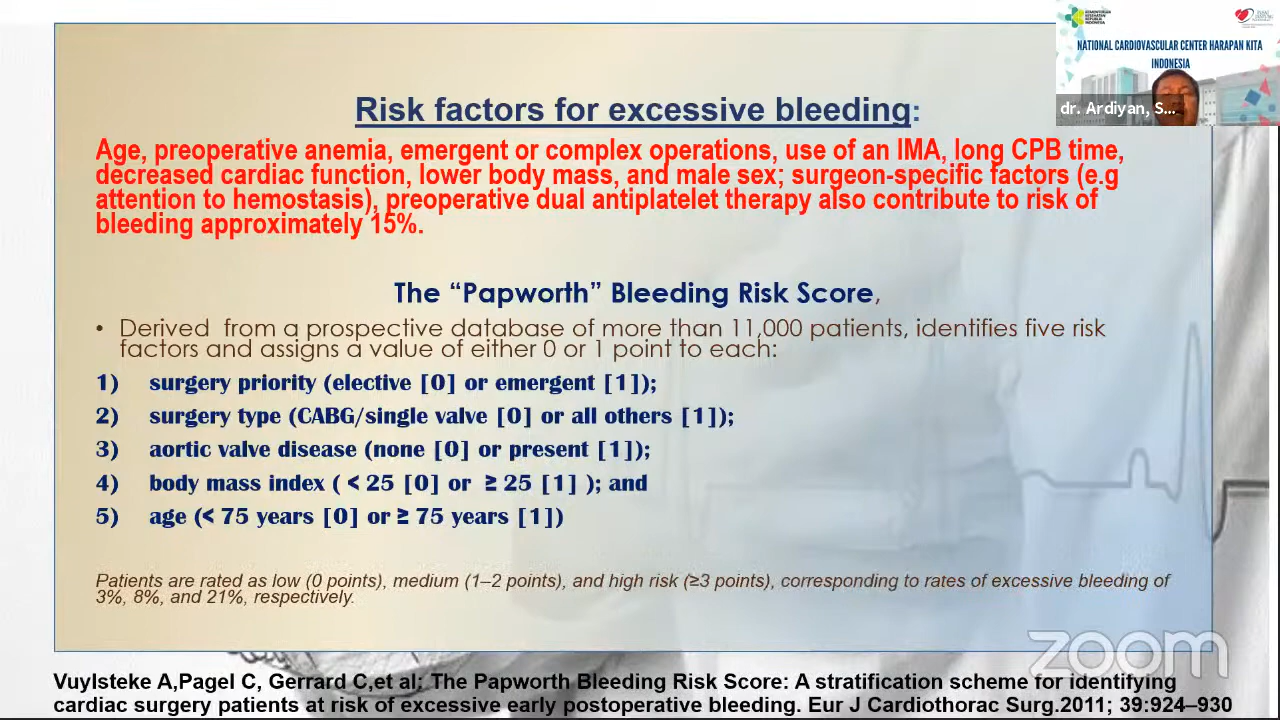 KEMENTERIAN
KESEHATAN
REPUBLIK
INDONESIA
NATIONAL CARDIOVASCULAR CENTER HARAPAN KITA
INDONESIA
dr. Ardiyan, S...
Risk factors for excessive bleeding:
Age, preoperative anemia, emergent or complex operations, use of an IMA, long CPB time,
decreased cardiac function, lower body mass, and male sex; surgeon-specific factors (e.g
attention to hemostasis), preoperative dual antiplatelet therapy also contribute to risk of
bleeding approximately 15%.
The “Papworth” Bleeding Risk Score,
• Derived from a prospective database of more than 11,000 patients, identifies five risk
factors and assigns a value of either 0 or 1 point to each:
1) surgery priority (elective [0] or emergent [1]);
2) surgery type (CABG/single valve [0] or all others [1]);
3) aortic valve disease (none [0] or present [1]);
4) body mass index ( < 25 [0] or ≥ 25 [1] ); and
5) age (< 75 years [0] or ≥ 75 years [1])
Patients are rated as low (0 points), medium (1–2 points), and high risk (≥3 points), corresponding to rates of excessive bleeding of
3%, 8%, and 21%, respectively.
zoom
Vuylsteke A,Pagel C, Gerrard C,et al; The Papworth Bleeding Risk Score: A stratification scheme for identifying
cardiac surgery patients at risk of excessive early postoperative bleeding. Eur J Cardiothorac Surg.2011; 39:924–930